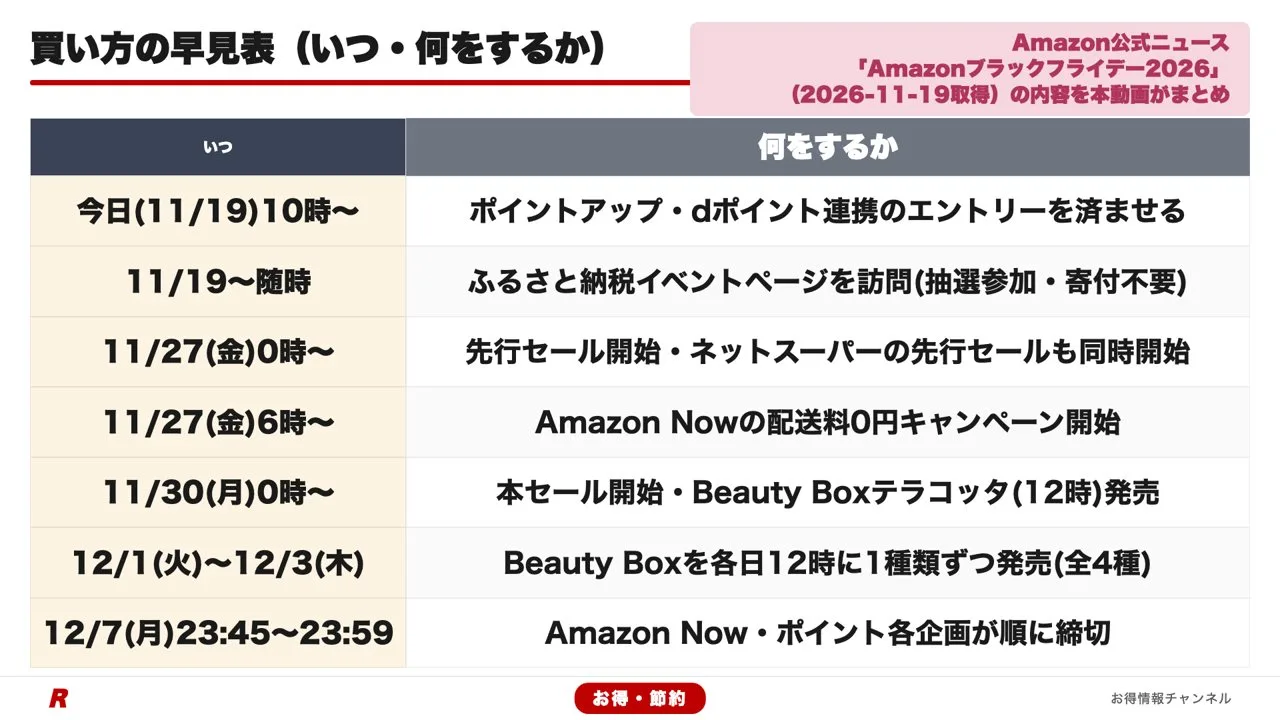 買い方の早見表（いつ・何をするか）
Amazon公式ニュース
「Amazonブラックフライデー2026」
（2026-11-19取得）の内容を本動画がまとめ
いつ
何をするか
今日(11/19)10時〜
ポイントアップ・dポイント連携のエントリーを済ませる
11/19〜随時
ふるさと納税イベントページを訪問(抽選参加・寄付不要)
11/27(金)0時〜
先行セール開始・ネットスーパーの先行セールも同時開始
11/27(金)6時〜
Amazon Nowの配送料0円キャンペーン開始
11/30(月)0時〜
本セール開始・Beauty Boxテラコッタ(12時)発売
12/1(火)〜12/3(木)
Beauty Boxを各日12時に1種類ずつ発売(全4種)
12/7(月)23:45〜23:59
Amazon Now・ポイント各企画が順に締切
R
お得・節約
お得情報チャンネル